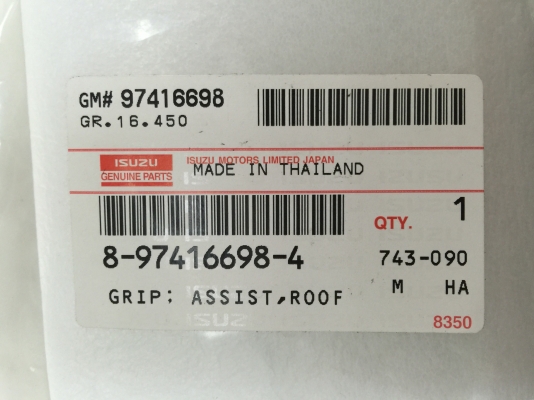 GM# 97416698
GR.16.450
ISUZU
GENUINE PARTS
ISUZU MOTORS LIMITED JAPAN
MADE IN THAILAND
QTY. 1
8-97416698-4
743-090
GRIP: ASSIST,ROOF
M HA
8350